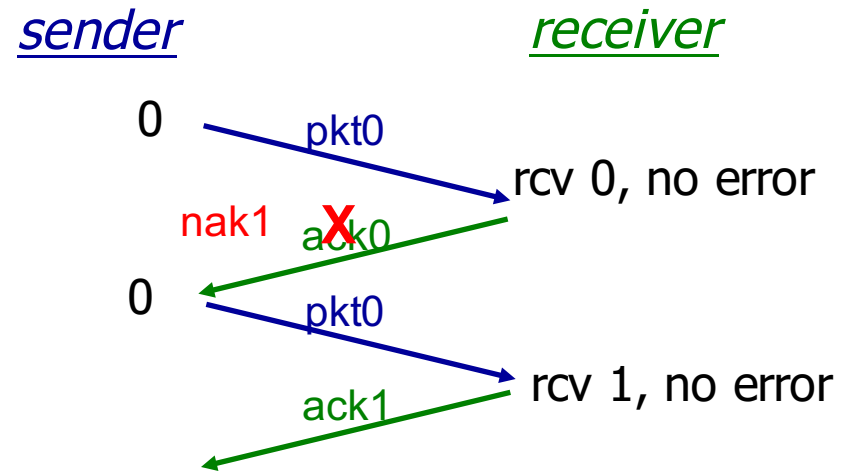 sender receiver
0
pkt0
rcv 0, no error
nak1 X ack0
0
pkt0
rcv 1, no error
ack1